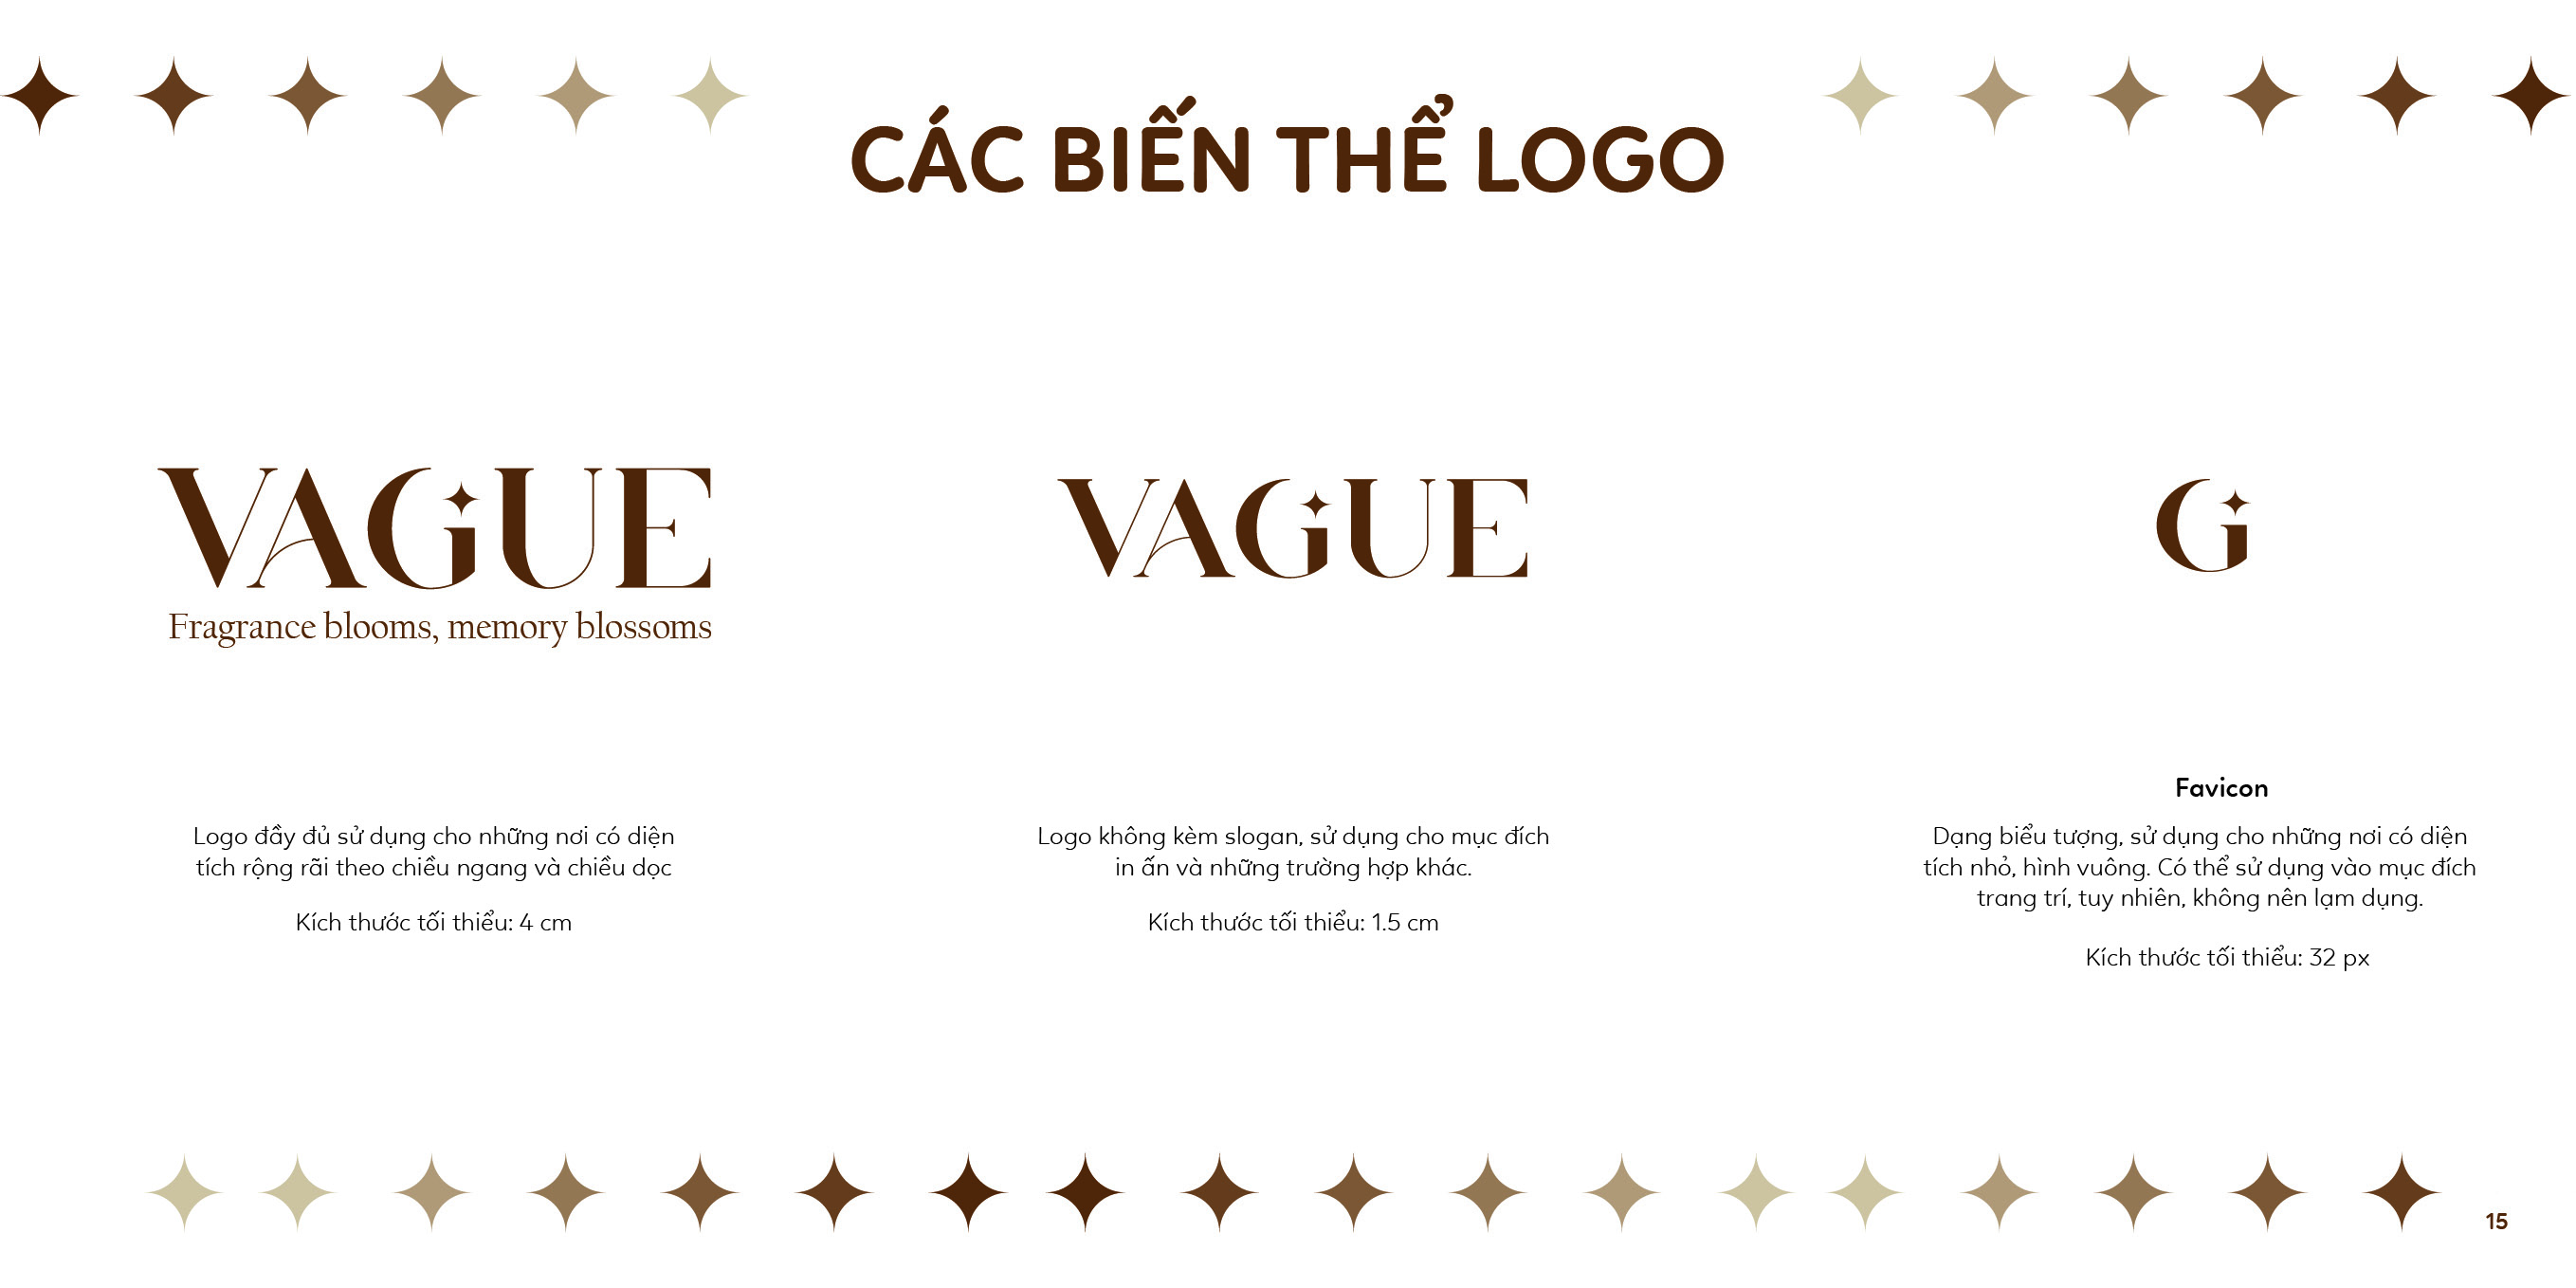 CÁC BIẾN THỂ LOGO
VAGUE
Fragrance blooms, memory blossoms
Logo đầy đủ sử dụng cho những nơi có diện
tích rộng rãi theo chiều ngang và chiều dọc
Kích thước tối thiểu: 4 cm
VAGUE
Logo không kèm slogan, sử dụng cho mục đích
in ấn và những trường hợp khác.
Kích thước tối thiểu: 1.5 cm
G
Favicon
Dạng biểu tượng, sử dụng cho những nơi có diện
tích nhỏ, hình vuông. Có thể sử dụng vào mục đích
trang trí, tuy nhiên, không nên lạm dụng.
Kích thước tối thiểu: 32 px
15